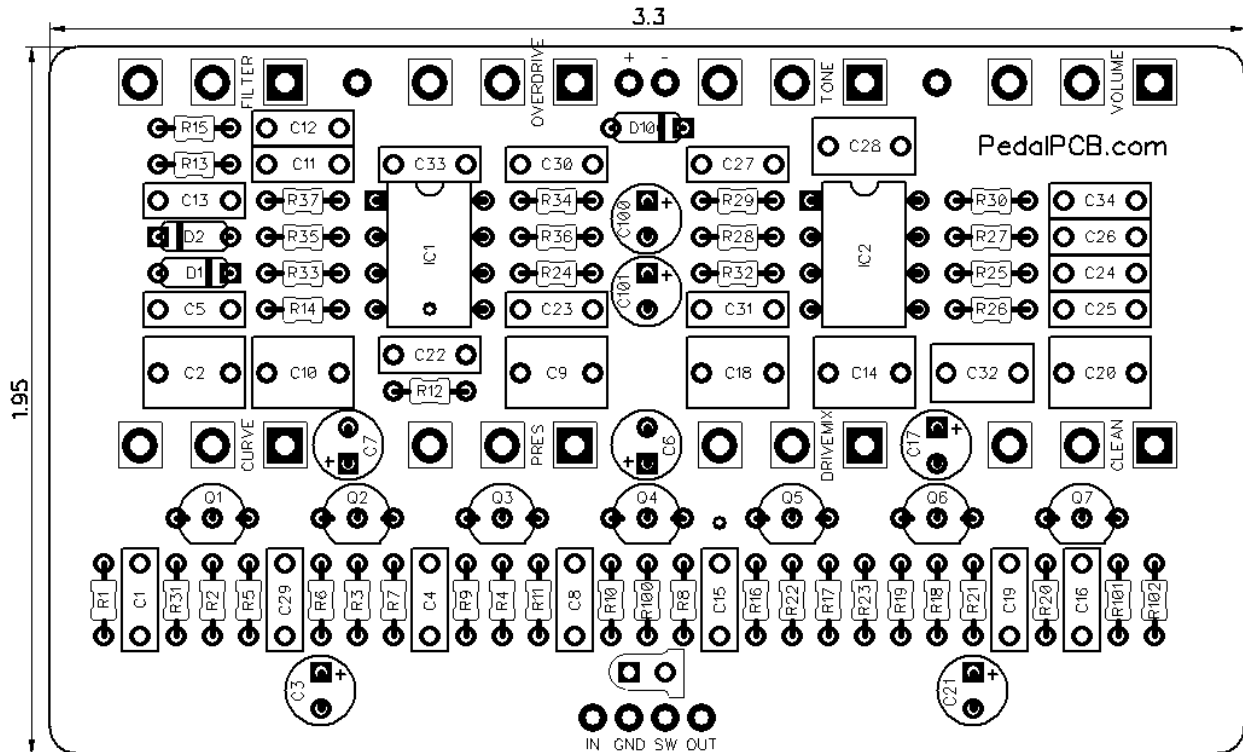 3.3
1.95
FILTER
OVERDRIVE
+ -
TONE
VOLUME
R15 C12 D10 C28 PedalPCB.com
R13 C11 C33 C30 C27
C13 R37 R34 C100 + R29 R30 C34
D2 R35 IC1 R36 R28 IC2 R27 C26
D1 R33 R24 C101 + R32 R25 C24
C5 R14 C23 C31 R26 C25
C22
C2 C10 C9 C18 C14 C32 C20
R12
CURVE + C7 PRES + C6 DRIVEMIX C17 + CLEAN
Q1 Q2 Q3 Q4 Q5 Q6 Q7
R1 C1 R31 R2 R5 C29 R6 R3 R7 C4 R9 R4 R11 C8 R10 R100 R8 C15 R16 R22 R17 R23 R19 R18 R21 C19 R20 C16 R101 R102
C3 + C21 +
IN GND SW OUT